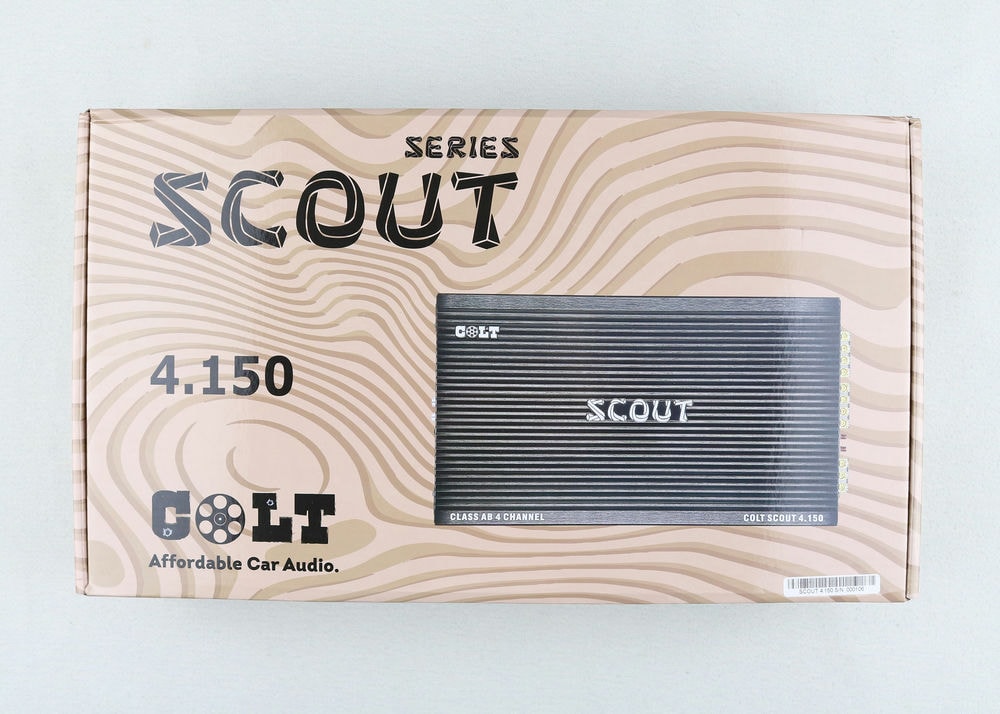 SERIES
SCOUT
4.150
COLT
Affordable Car Audio.
COLT
SCOUT
CLASS AB 4 CHANNEL
COLT SCOUT 4.150
SCOUT 4.150 S/N: 000106